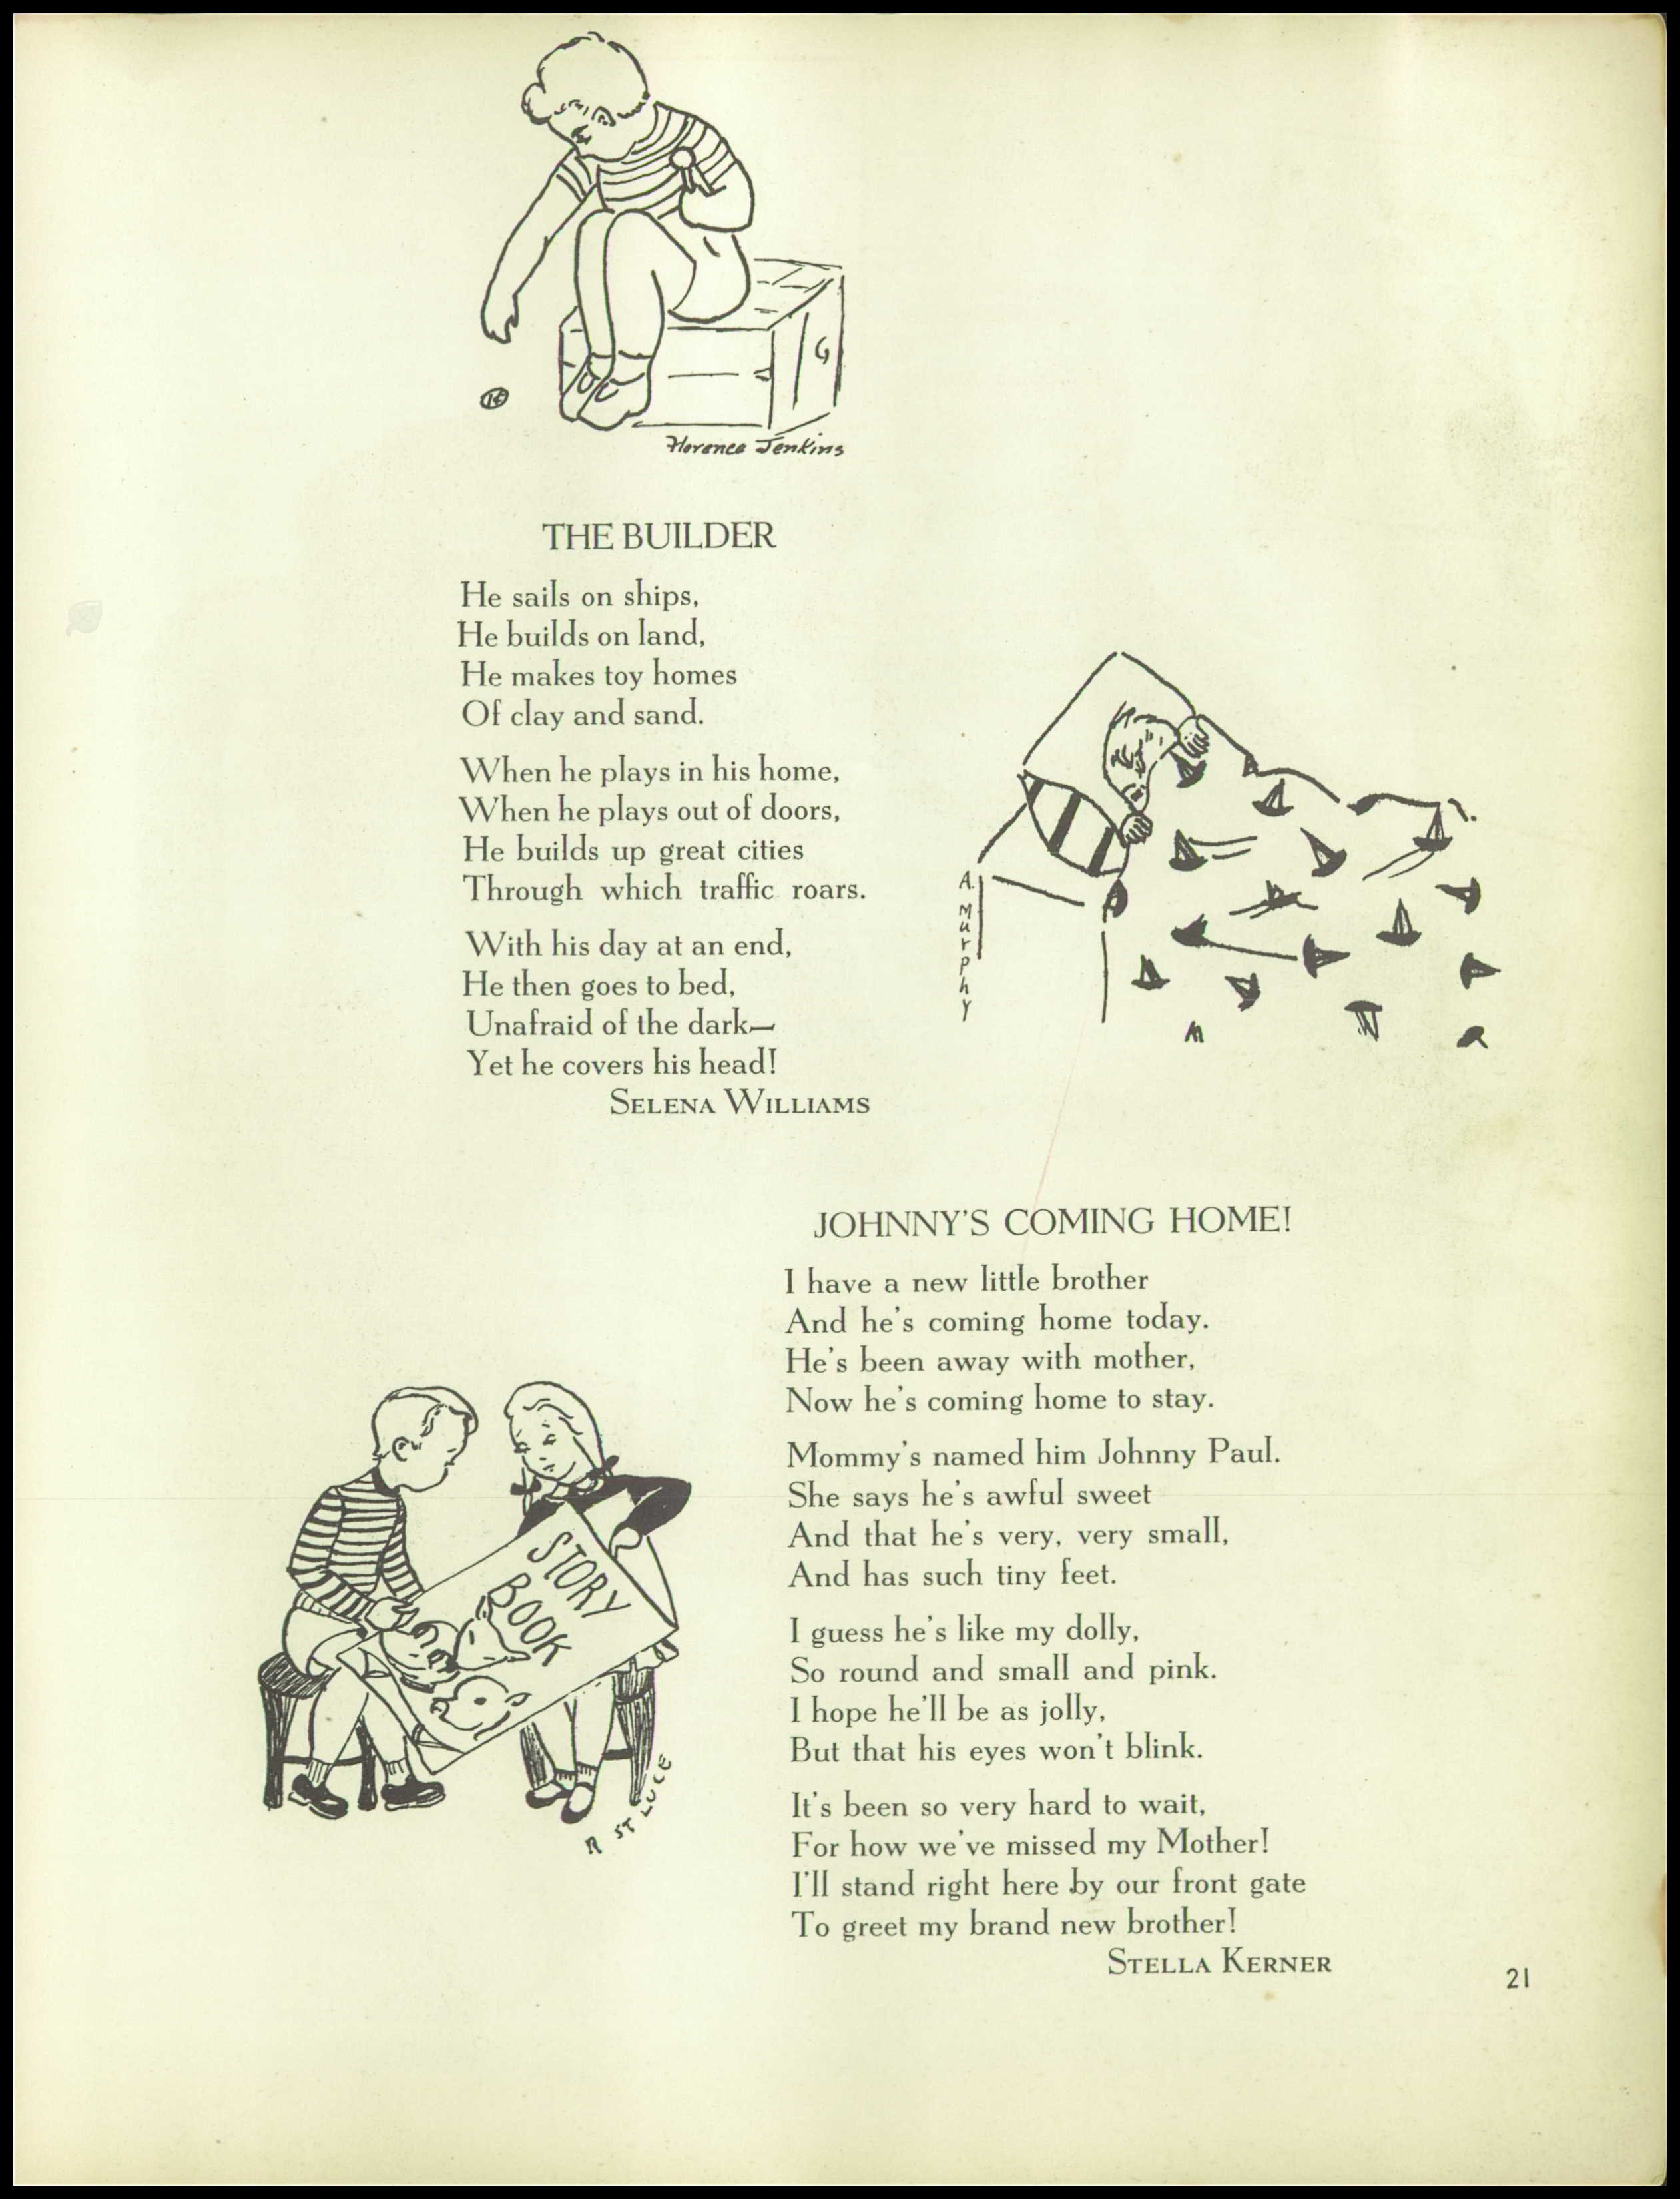 1¢
G
Florence Jenkins
THE BUILDER
He sails on ships,
He builds on land,
He makes toy homes
Of clay and sand.
When he plays in his home,
When he plays out of doors,
He builds up great cities
Through which traffic roars.
With his day at an end,
He then goes to bed,
Unafraid of the dark—
Yet he covers his head!
SELENA WILLIAMS
A. Murphy
JOHNNY'S COMING HOME!
I have a new little brother
And he's coming home today.
He's been away with mother,
Now he's coming home to stay.
Mommy's named him Johnny Paul.
She says he's awful sweet
And that he's very, very small,
And has such tiny feet.
I guess he's like my dolly,
So round and small and pink.
I hope he'll be as jolly,
But that his eyes won't blink.
It's been so very hard to wait,
For how we've missed my Mother!
I'll stand right here by our front gate
To greet my brand new brother!
STELLA KERNER
STORY
BOOK
R ST LUCE
21